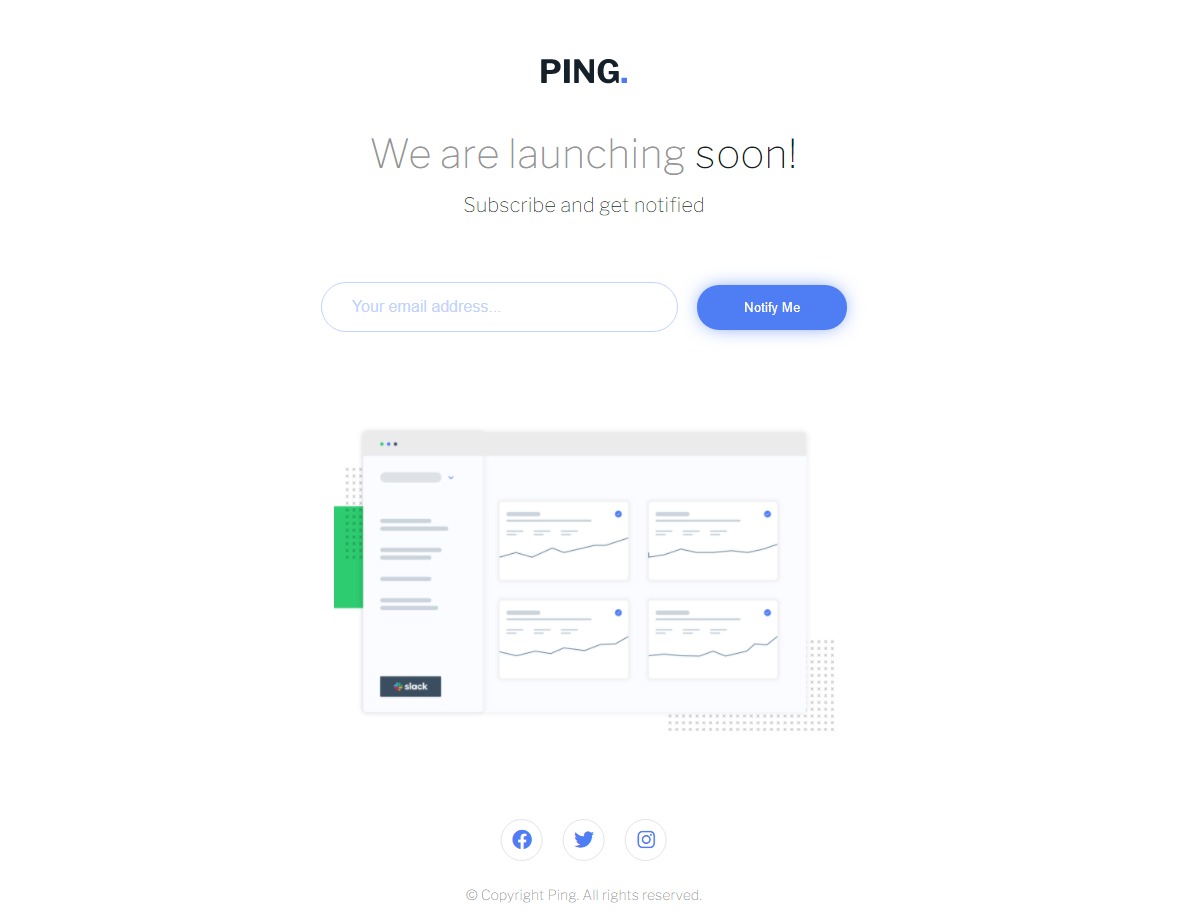 PING.
We are launching soon!
Subscribe and get notified
Your email address...
Notify Me
slack
© Copyright Ping. All rights reserved.